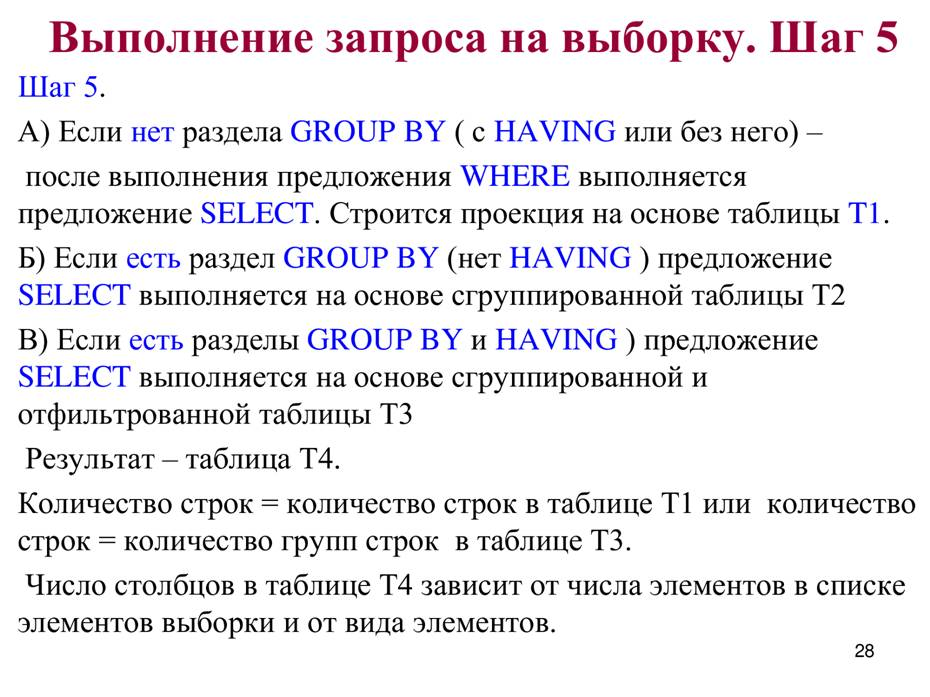 Выполнение запроса на выборку. Шаг 5
Шаг 5.
А) Если нет раздела GROUP BY ( с HAVING или без него) –
после выполнения предложения WHERE выполняется
предложение SELECT. Строится проекция на основе таблицы T1.
Б) Если есть раздел GROUP BY (нет HAVING ) предложение
SELECT выполняется на основе сгруппированной таблицы T2
В) Если есть разделы GROUP BY и HAVING ) предложение
SELECT выполняется на основе сгруппированной и
отфильтрованной таблицы T3
Результат – таблица T4.
Количество строк = количество строк в таблице T1 или количество
строк = количество групп строк в таблице T3.
Число столбцов в таблице T4 зависит от числа элементов в списке
элементов выборки и от вида элементов.
28